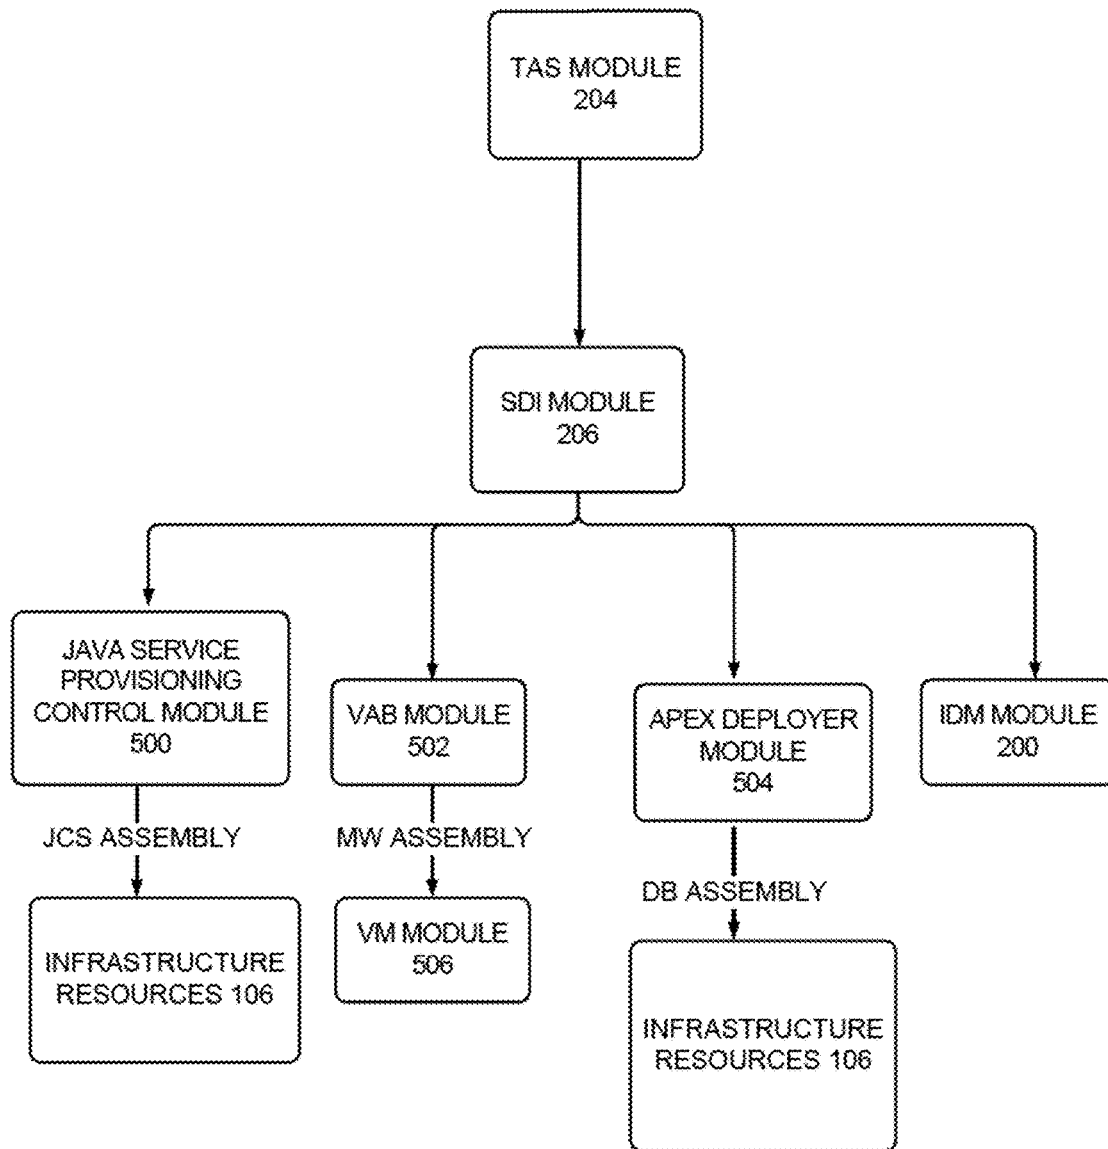 TAS MODULE
204
SDI MODULE
206
JAVA SERVICE
PROVISIONING
CONTROL MODULE
500
VAB MODULE
502
APEX DEPLOYER
MODULE
504
IDM MODULE
200
JCS ASSEMBLY
MW ASSEMBLY
DB ASSEMBLY
INFRASTRUCTURE
RESOURCES 106
VM MODULE
506
INFRASTRUCTURE
RESOURCES 106